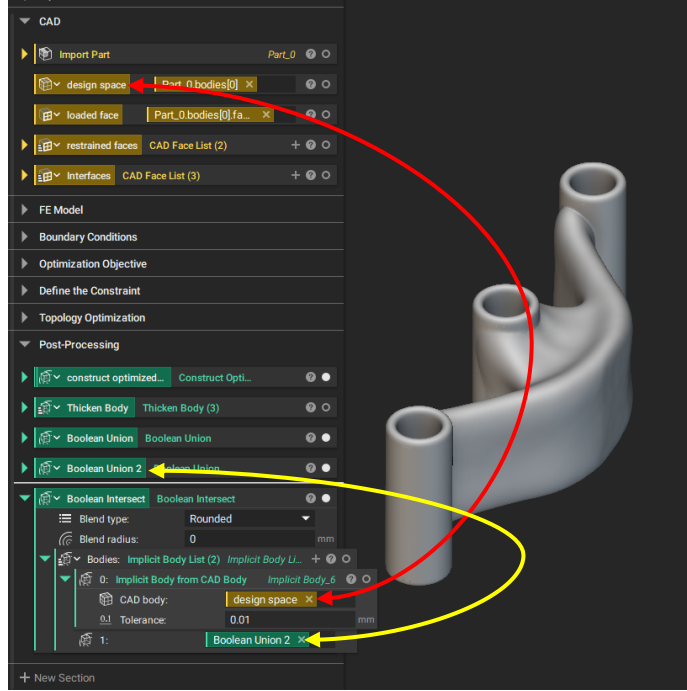 CAD
Import Part Part_0
design space Part_0.bodies[0]
loaded face Part_0.bodies[0].fa...
restrained faces CAD Face List (2)
Interfaces CAD Face List (3)
FE Model
Boundary Conditions
Optimization Objective
Define the Constraint
Topology Optimization
Post-Processing
construct optimized... Construct Opti...
Thicken Body Thicken Body (3)
Boolean Union Boolean Union
Boolean Union 2 Boolean Union
Boolean Intersect Boolean Intersect
Blend type: Rounded
Blend radius: 0 mm
Bodies: Implicit Body List (2) Implicit Body Li...
0: Implicit Body from CAD Body Implicit Body_6
CAD body: design space
0.1 Tolerance: 0.01 mm
1: Boolean Union 2
+ New Section